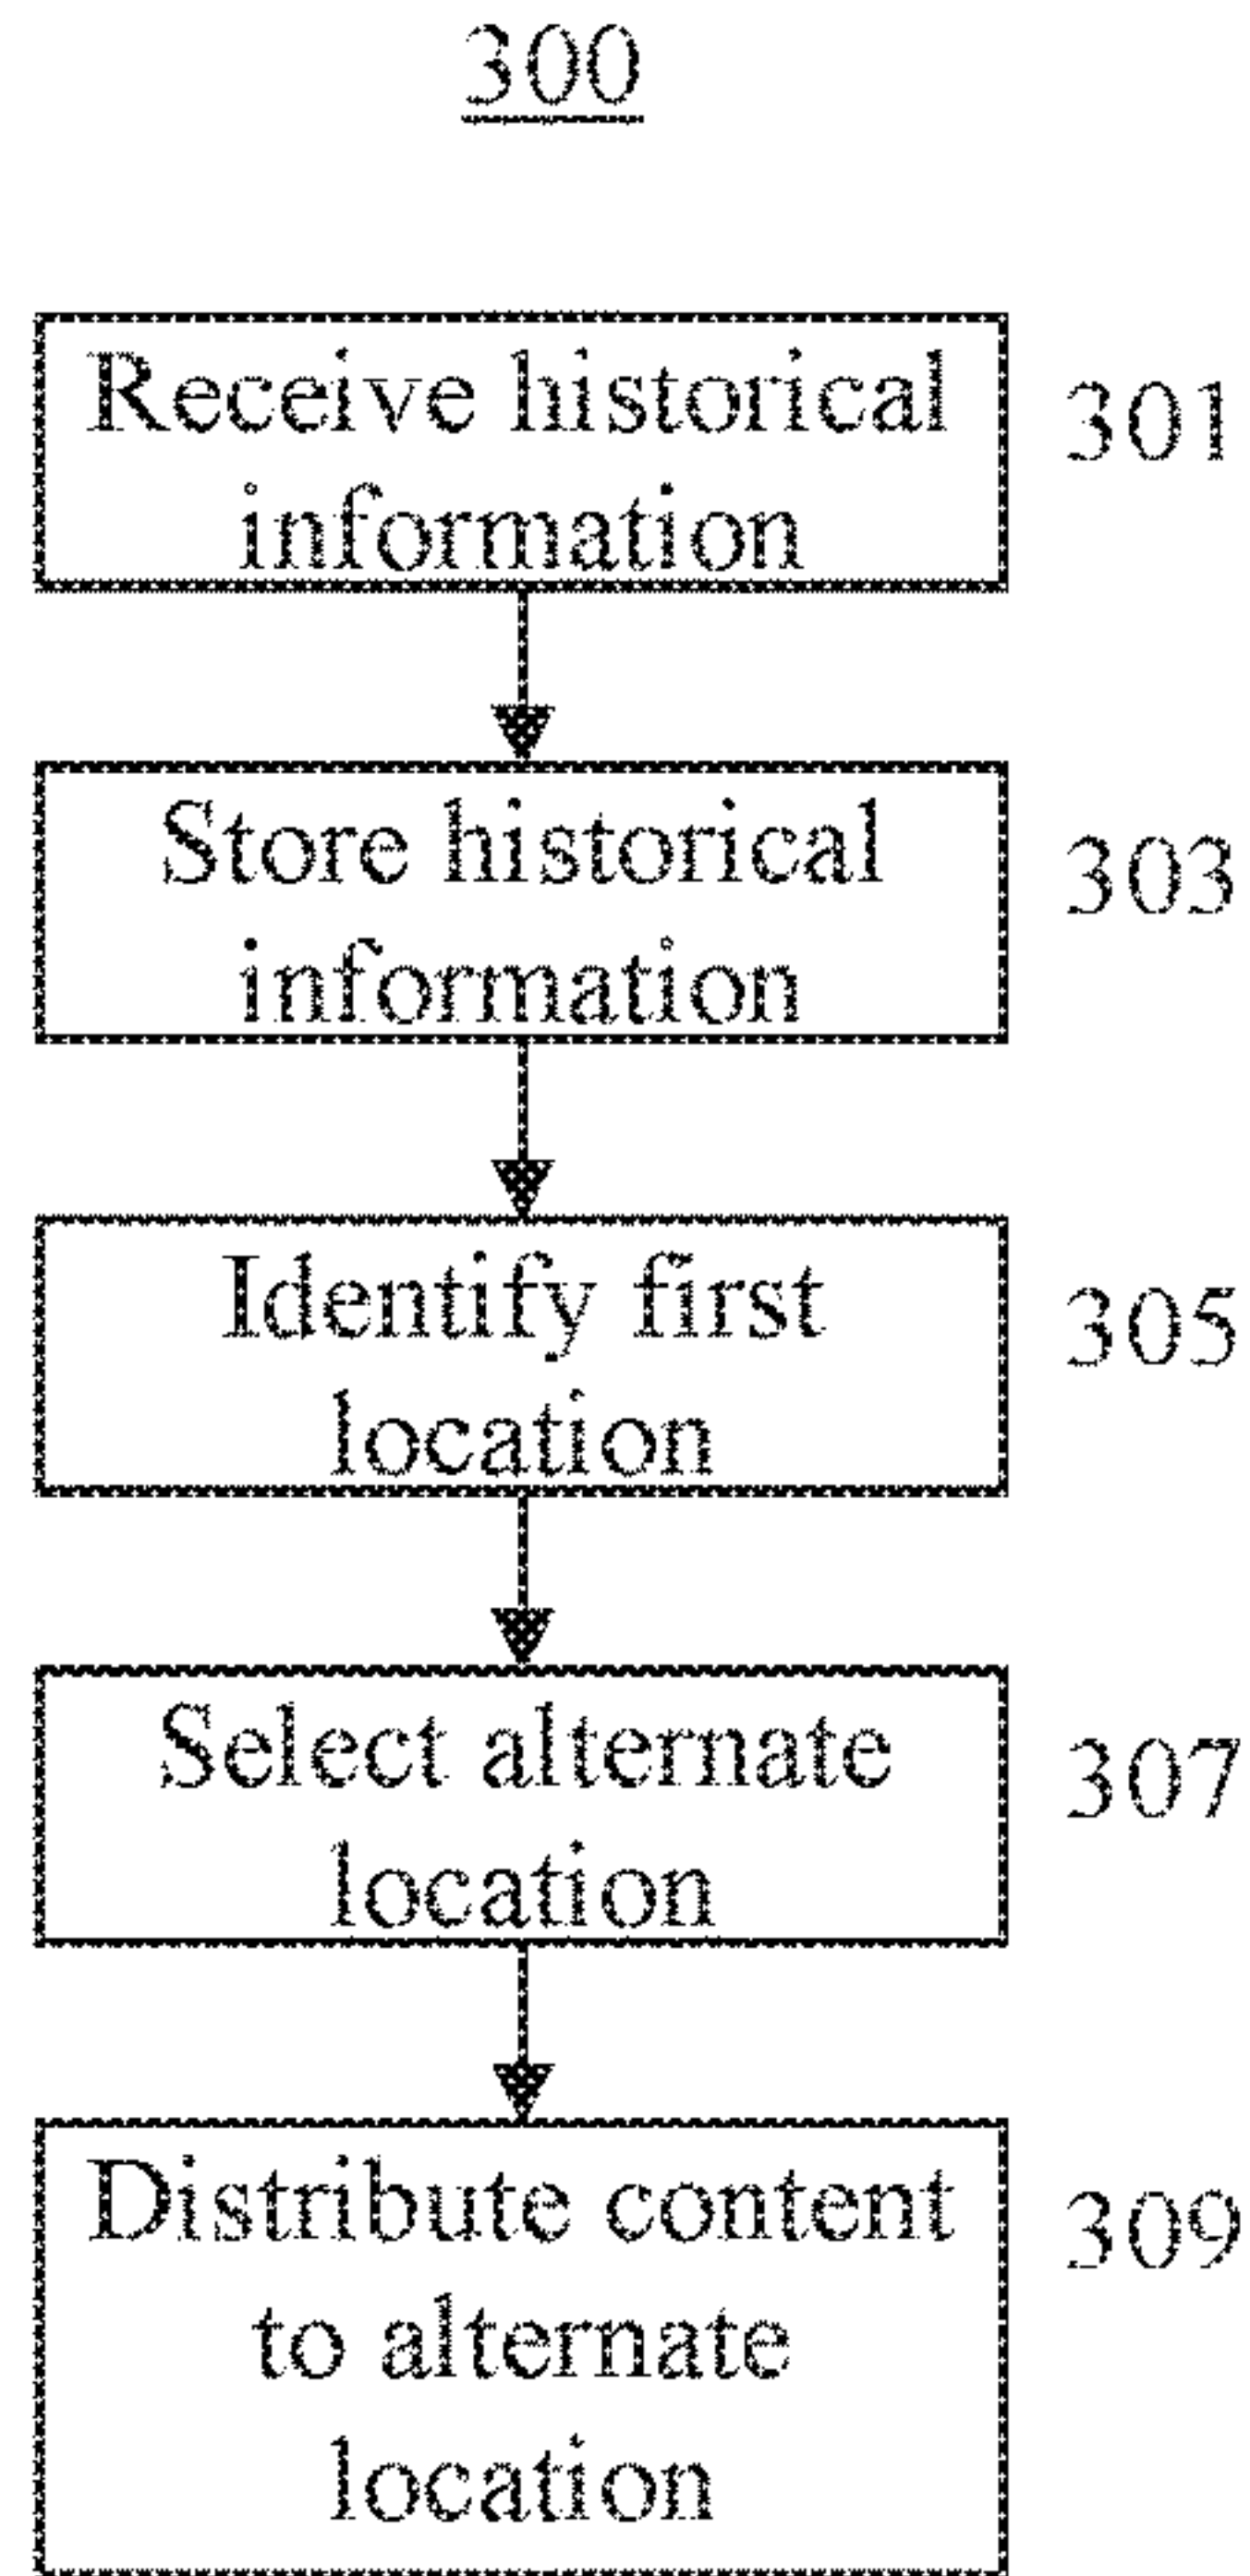 300
Receive historical
information
301
Store historical
information
303
Identify first
location
305
Select alternate
location
307
Distribute content
to alternate
location
309